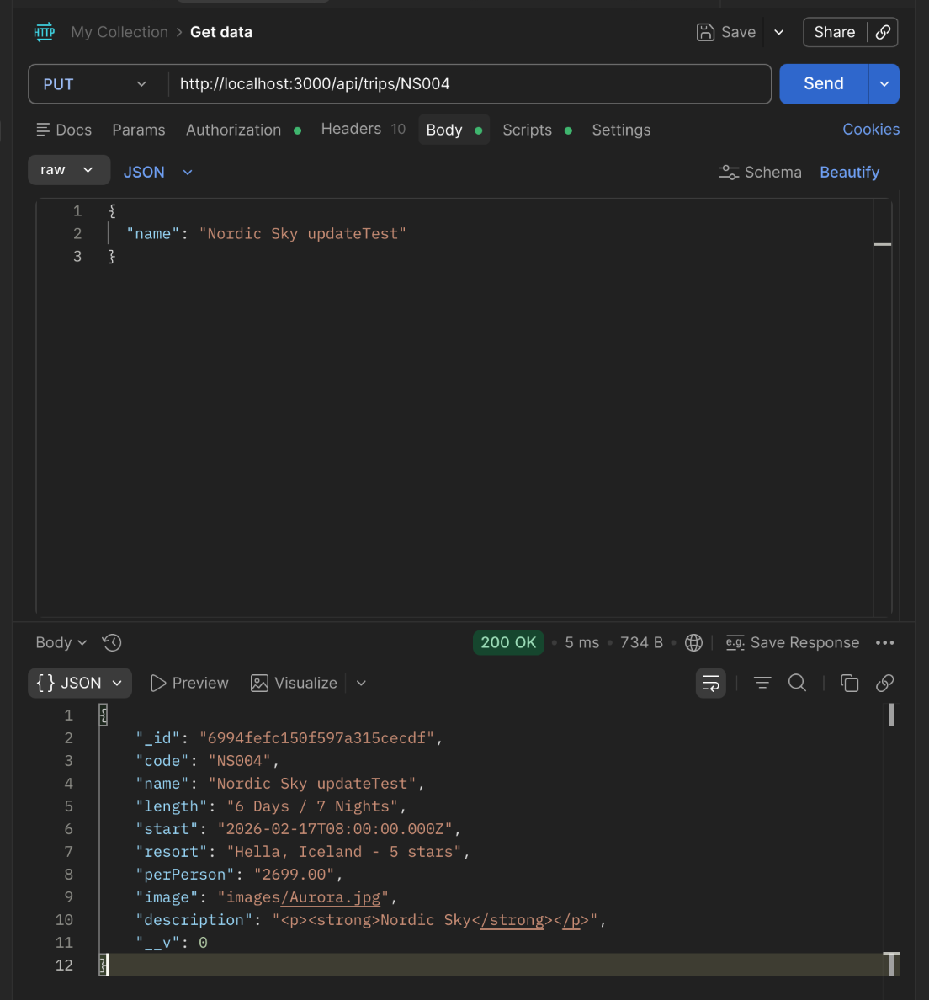 HTTP My Collection > Get data Save Share
PUT http://localhost:3000/api/trips/NS004 Send
Docs Params Authorization Headers 10 Body Scripts Settings Cookies
raw JSON Schema Beautify
1 {
2 "name": "Nordic Sky updateTest"
3 }
Body 200 OK • 5 ms • 734 B • e.g. Save Response •••
{} JSON Preview Visualize
1 {
2 "_id": "6994fefc150f597a315cecdf",
3 "code": "NS004",
4 "name": "Nordic Sky updateTest",
5 "length": "6 Days / 7 Nights",
6 "start": "2026-02-17T08:00:00.000Z",
7 "resort": "Hella, Iceland - 5 stars",
8 "perPerson": "2699.00",
9 "image": "images/Aurora.jpg",
10 "description": "<p><strong>Nordic Sky</strong></p>",
11 "__v": 0
12 }